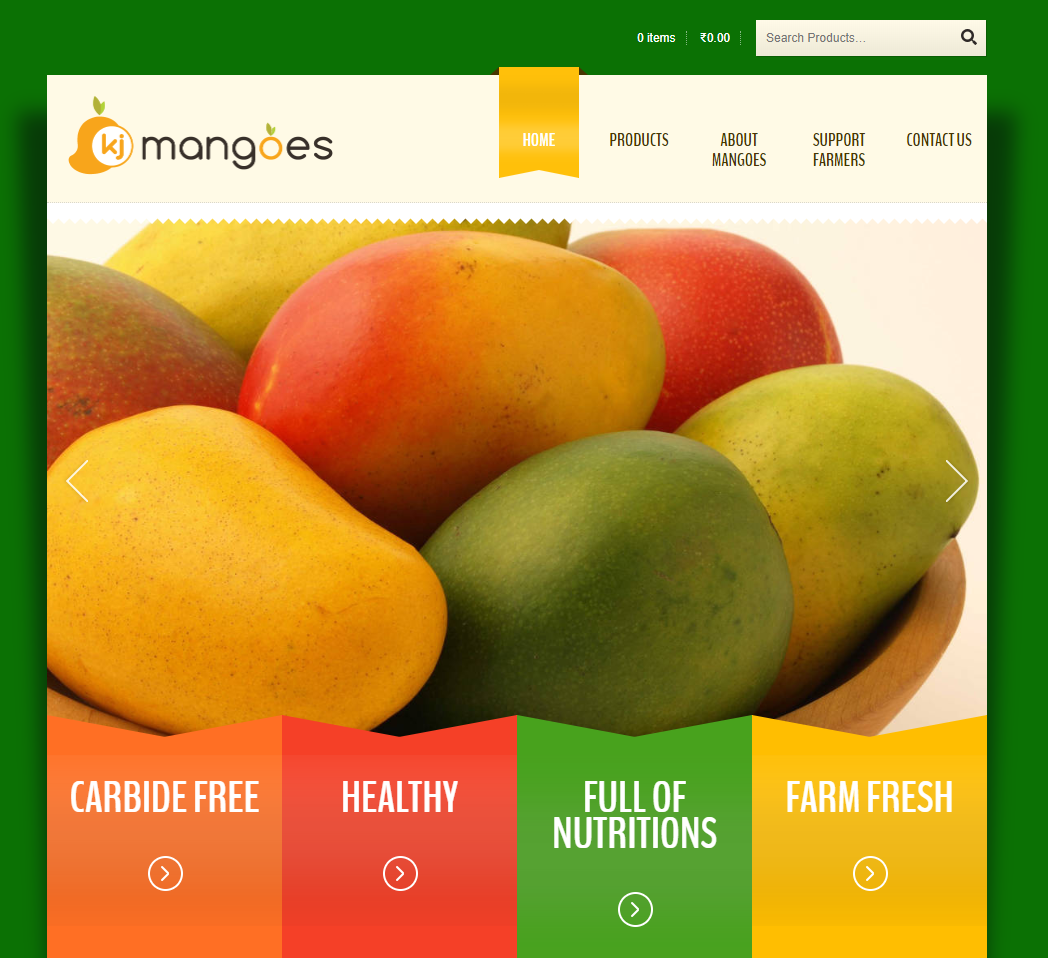 0 items
₹0.00
Search Products...
kj mangoes
HOME
PRODUCTS
ABOUT
MANGOES
SUPPORT
FARMERS
CONTACT US
CARBIDE FREE
HEALTHY
FULL OF
NUTRITIONS
FARM FRESH